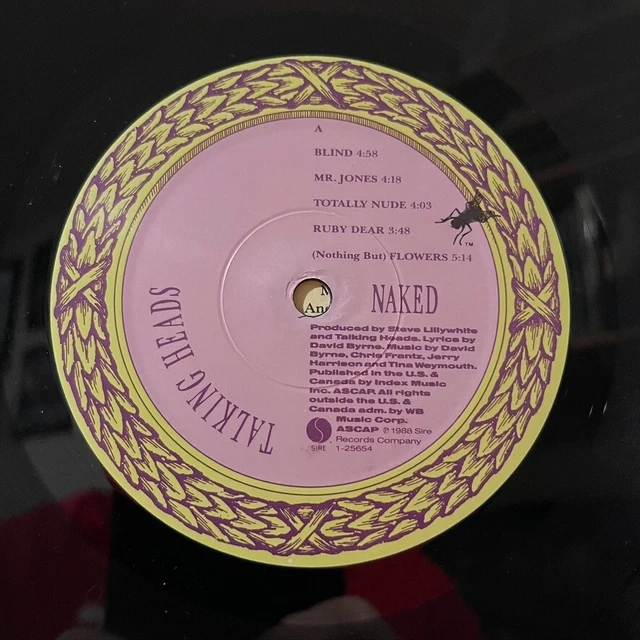 A
BLIND 4:58
MR. JONES 4:18
TOTALLY NUDE 4:03
RUBY DEAR 3:48
(Nothing But) FLOWERS 5:14
TM
TALKING HEADS
NAKED
Produced by Steve Lillywhite
and Talking Heads. Lyrics by
David Byrne. Music by David
Byrne, Chris Frantz, Jerry
Harrison and Tina Weymouth.
Published in the U.S. &
Canada by Index Music
Inc. ASCAP. All rights
outside the U.S. &
Canada adm. by WB
Music Corp.
ASCAP ℗1988 Sire
Records Company
1-25654
SIRE